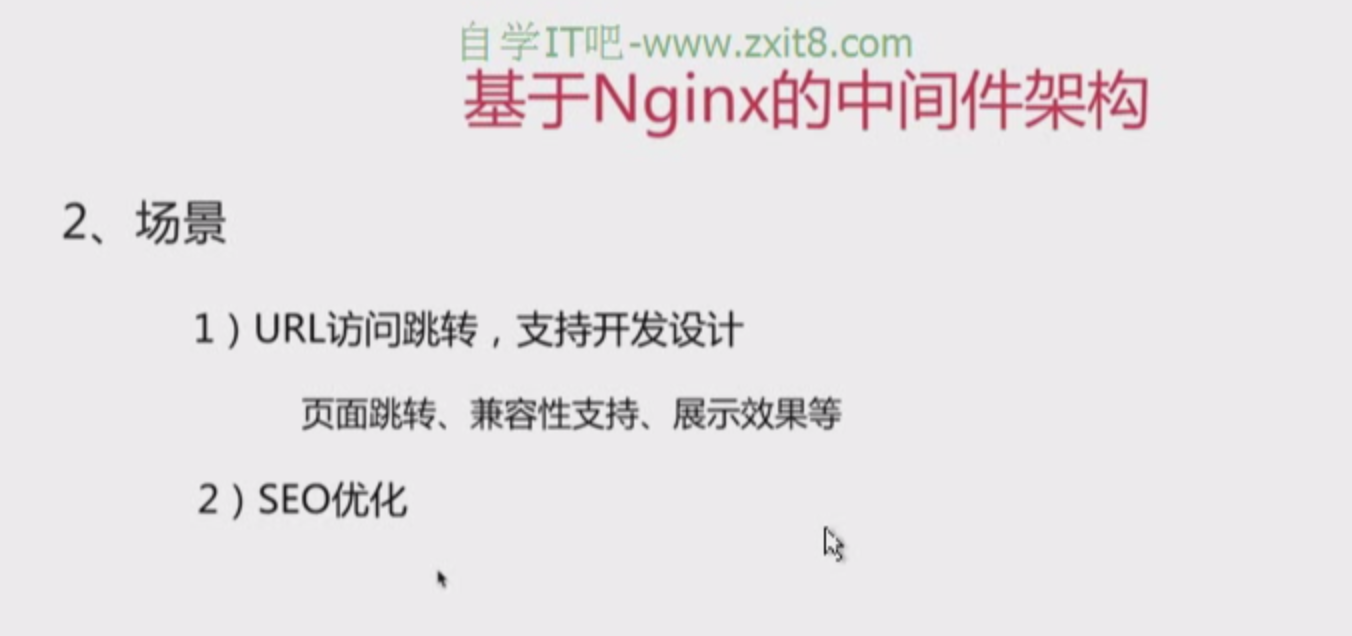 自学IT吧-www.zxit8.com
基于Nginx的中间件架构
2、场景
1）URL访问跳转，支持开发设计
页面跳转、兼容性支持、展示效果等
2）SEO优化